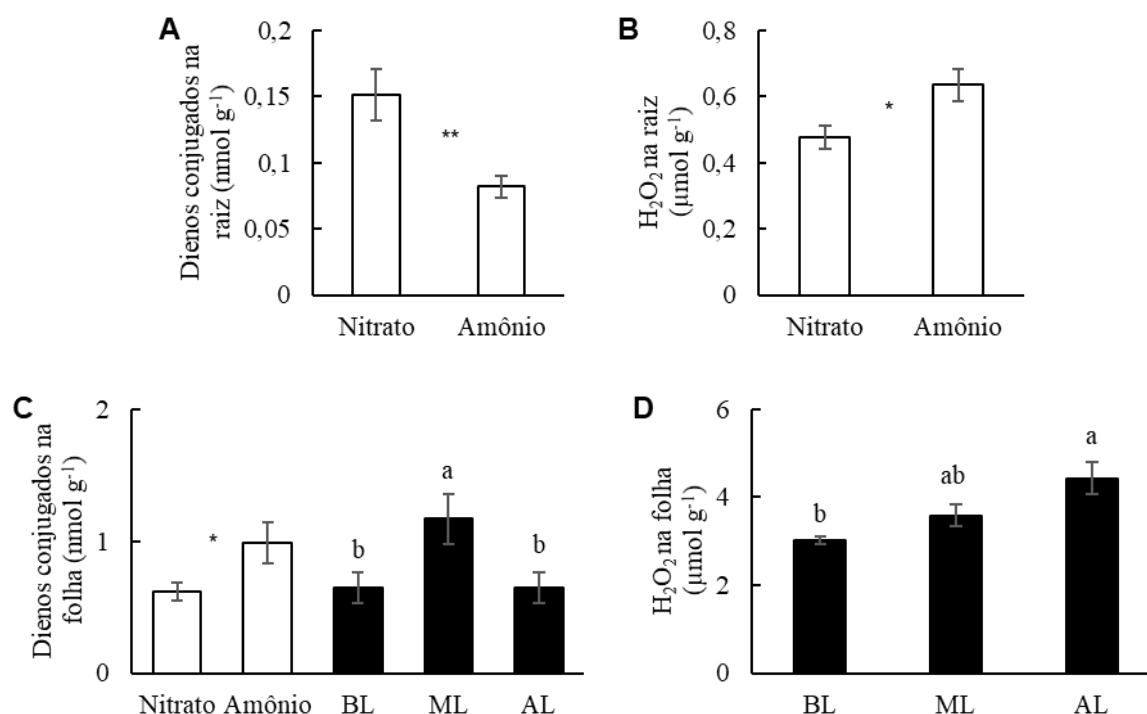 A
Dienos conjugados na
raiz (nmol g⁻¹)
0,2
0,15
0,1
0,05
0
**
Nitrato Amônio
B
H₂O₂ na raiz
(µmol g⁻¹)
0,8
0,6
0,4
0,2
0
*
Nitrato Amônio
C
Dienos conjugados na
folha (nmol g⁻¹)
2
1
0
*
b
a
b
Nitrato Amônio BL ML AL
D
H₂O₂ na folha
(µmol g⁻¹)
6
4
2
0
b
ab
a
BL ML AL